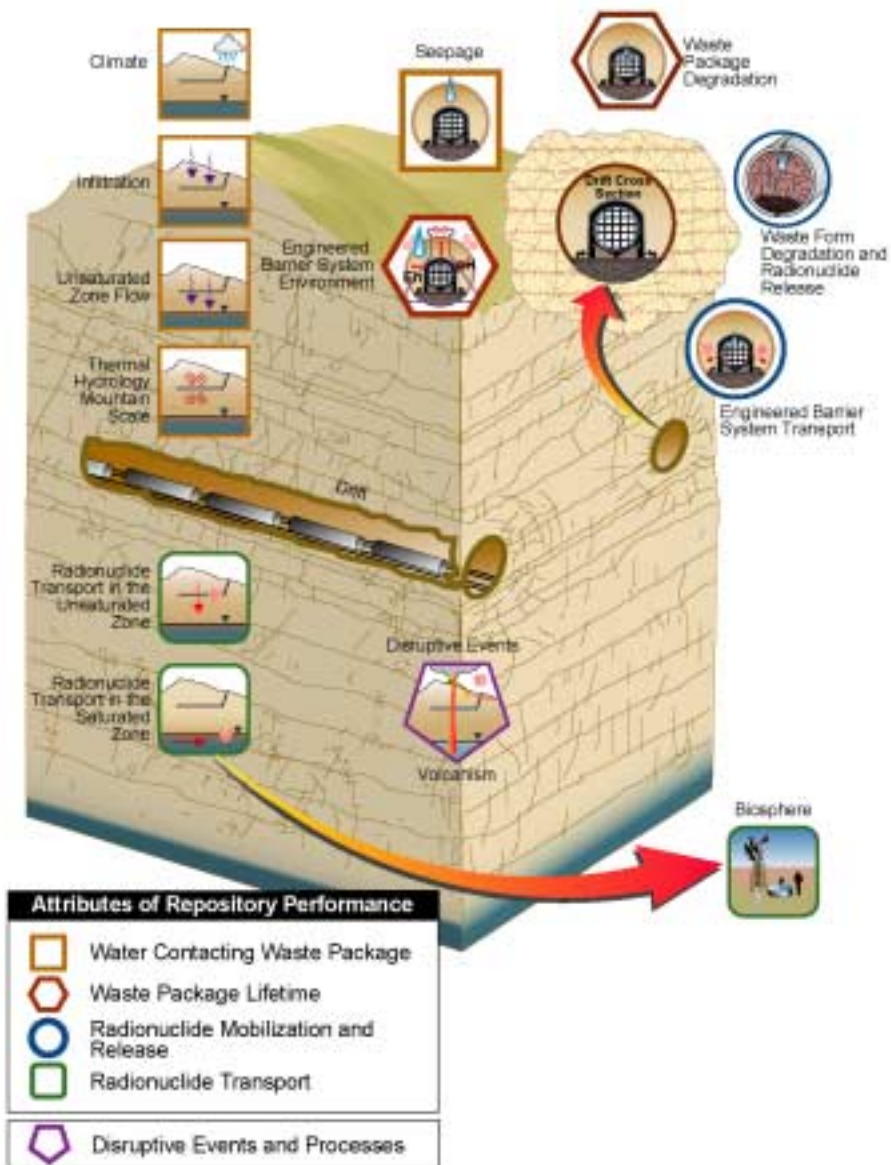 Climate
Seepage
Waste
Package
Degradation
Infiltration
Drift Cross
Section
Engineered
Barrier System
Environment
Waste Form
Degradation and
Radionuclide
Release
Unsaturated
Zone Flow
Thermal
Hydrology
Mountain
Scale
Engineered Barrier
System Transport
Drift
Radionuclide
Transport in the
Unsaturated
Zone
Disruptive Events
Radionuclide
Transport in the
Saturated
Zone
Volcanism
Biosphere
Attributes of Repository Performance
Water Contacting Waste Package
Waste Package Lifetime
Radionuclide Mobilization and
Release
Radionuclide Transport
Disruptive Events and Processes